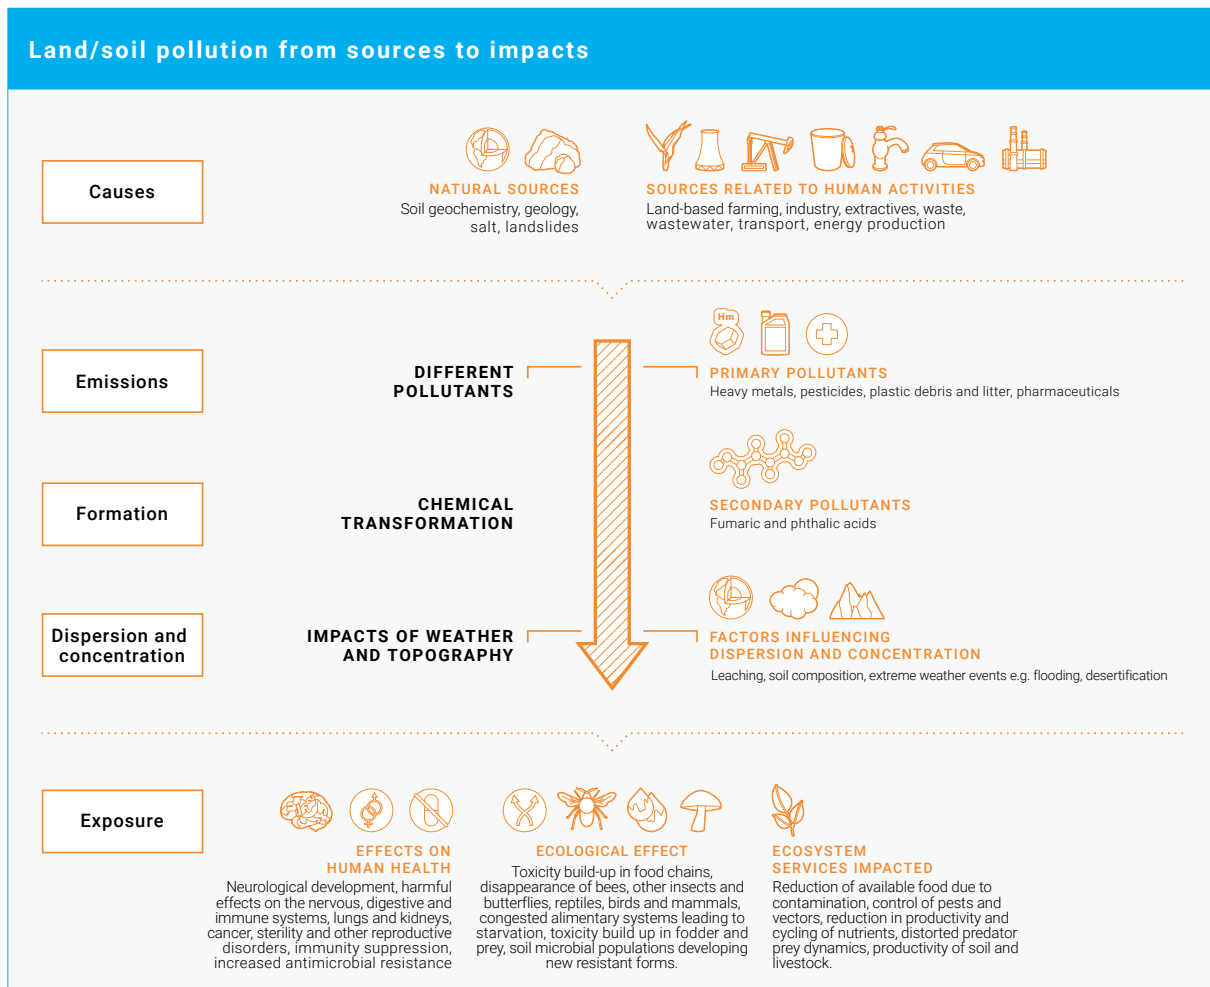 Land/soil pollution from sources to impacts
Causes
NATURAL SOURCES
Soil geochemistry, geology,
salt, landslides
SOURCES RELATED TO HUMAN ACTIVITIES
Land-based farming, industry, extractives, waste,
wastewater, transport, energy production
Emissions
DIFFERENT
POLLUTANTS
Hm
PRIMARY POLLUTANTS
Heavy metals, pesticides, plastic debris and litter, pharmaceuticals
Formation
CHEMICAL
TRANSFORMATION
SECONDARY POLLUTANTS
Fumaric and phthalic acids
Dispersion and
concentration
IMPACTS OF WEATHER
AND TOPOGRAPHY
FACTORS INFLUENCING
DISPERSION AND CONCENTRATION
Leaching, soil composition, extreme weather events e.g. flooding, desertification
Exposure
EFFECTS ON
HUMAN HEALTH
Neurological development, harmful
effects on the nervous, digestive and
immune systems, lungs and kidneys,
cancer, sterility and other reproductive
disorders, immunity suppression,
increased antimicrobial resistance
ECOLOGICAL EFFECT
Toxicity build-up in food chains,
disappearance of bees, other insects and
butterflies, reptiles, birds and mammals,
congested alimentary systems leading to
starvation, toxicity build up in fodder and
prey, soil microbial populations developing
new resistant forms.
ECOSYSTEM
SERVICES IMPACTED
Reduction of available food due to
contamination, control of pests and
vectors, reduction in productivity and
cycling of nutrients, distorted predator
prey dynamics, productivity of soil and
livestock.